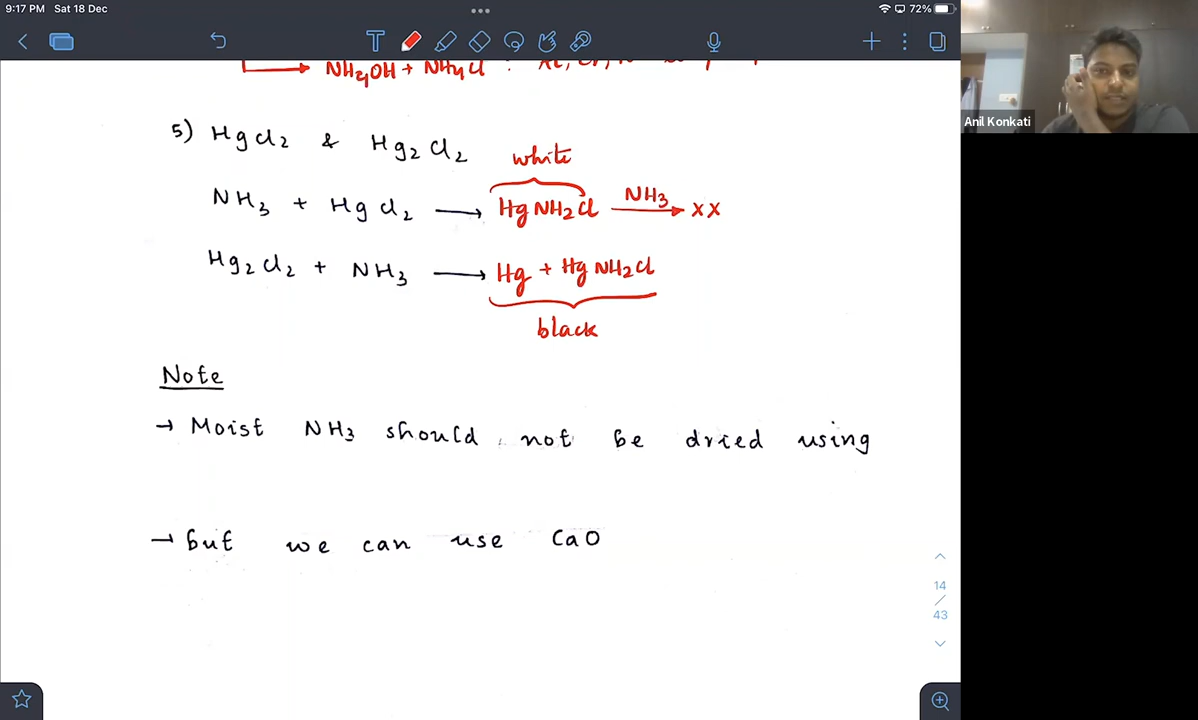 9:17 PM Sat 18 Dec
72%
NH4OH + NH4Cl :
5) HgCl2 & Hg2Cl2
white
NH3 + HgCl2 → HgNH2Cl NH3 → xx
Hg2Cl2 + NH3 → Hg + HgNH2Cl
black
Note
→ Moist NH3 should not be dried using
→ but we can use CaO
14
/
43
Anil Konkati